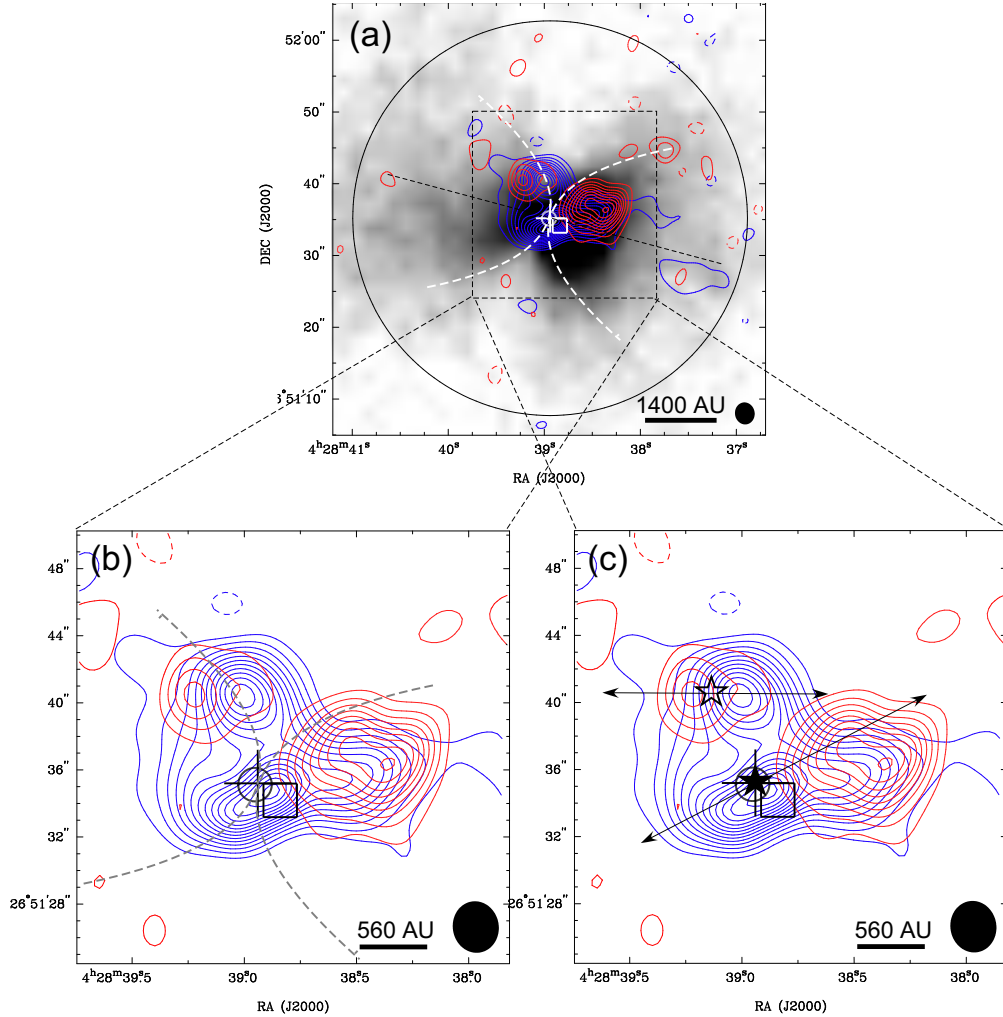 (a)
52'00"
50"
40"
30"
20"
3°51'10"
DEC (J2000)
1400 AU
4h28m41s 40s 39s 38s 37s
RA (J2000)
(b)
48"
44"
40"
36"
32"
26°51'28"
560 AU
4h28m39s.5 39s.0 38s.5 38s.0
RA (J2000)
(c)
48"
44"
40"
36"
32"
26°51'28"
560 AU
4h28m39s.5 39s.0 38s.5 38s.0
RA (J2000)